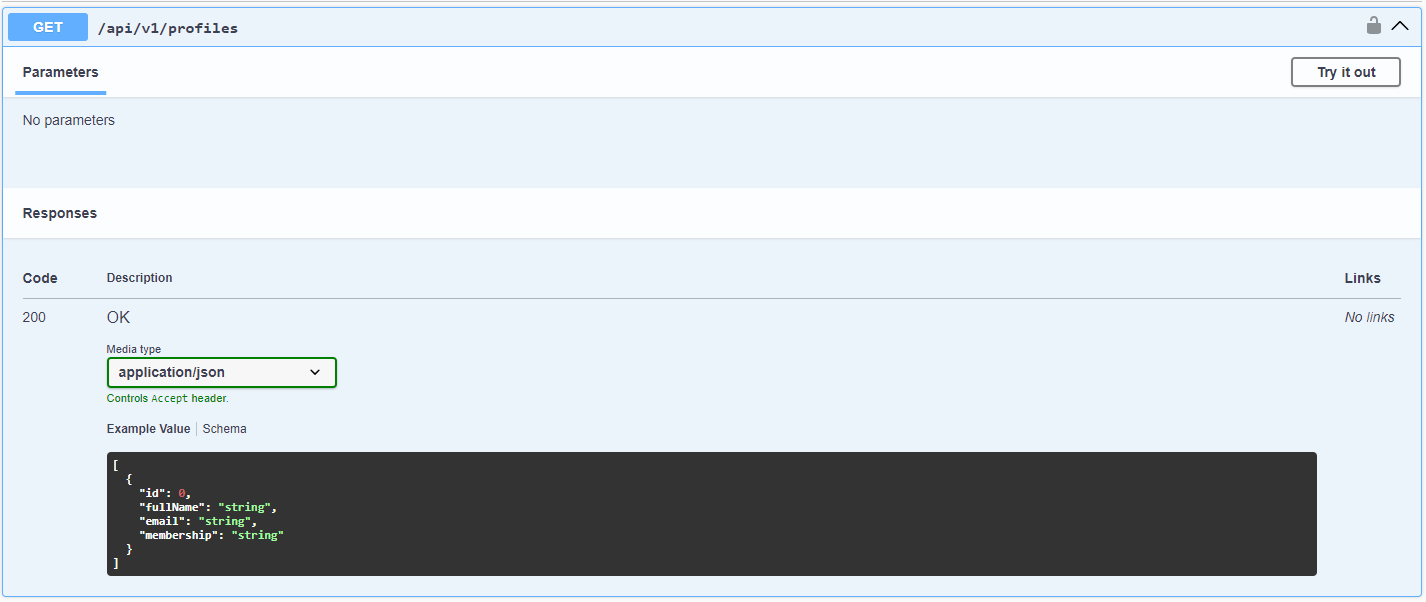 GET /api/v1/profiles
Parameters
Try it out
No parameters
Responses
Code Description Links
200 OK No links
Media type
application/json
Controls Accept header.
Example Value Schema
[
  {
    "id": 0,
    "fullName": "string",
    "email": "string",
    "membership": "string"
  }
]